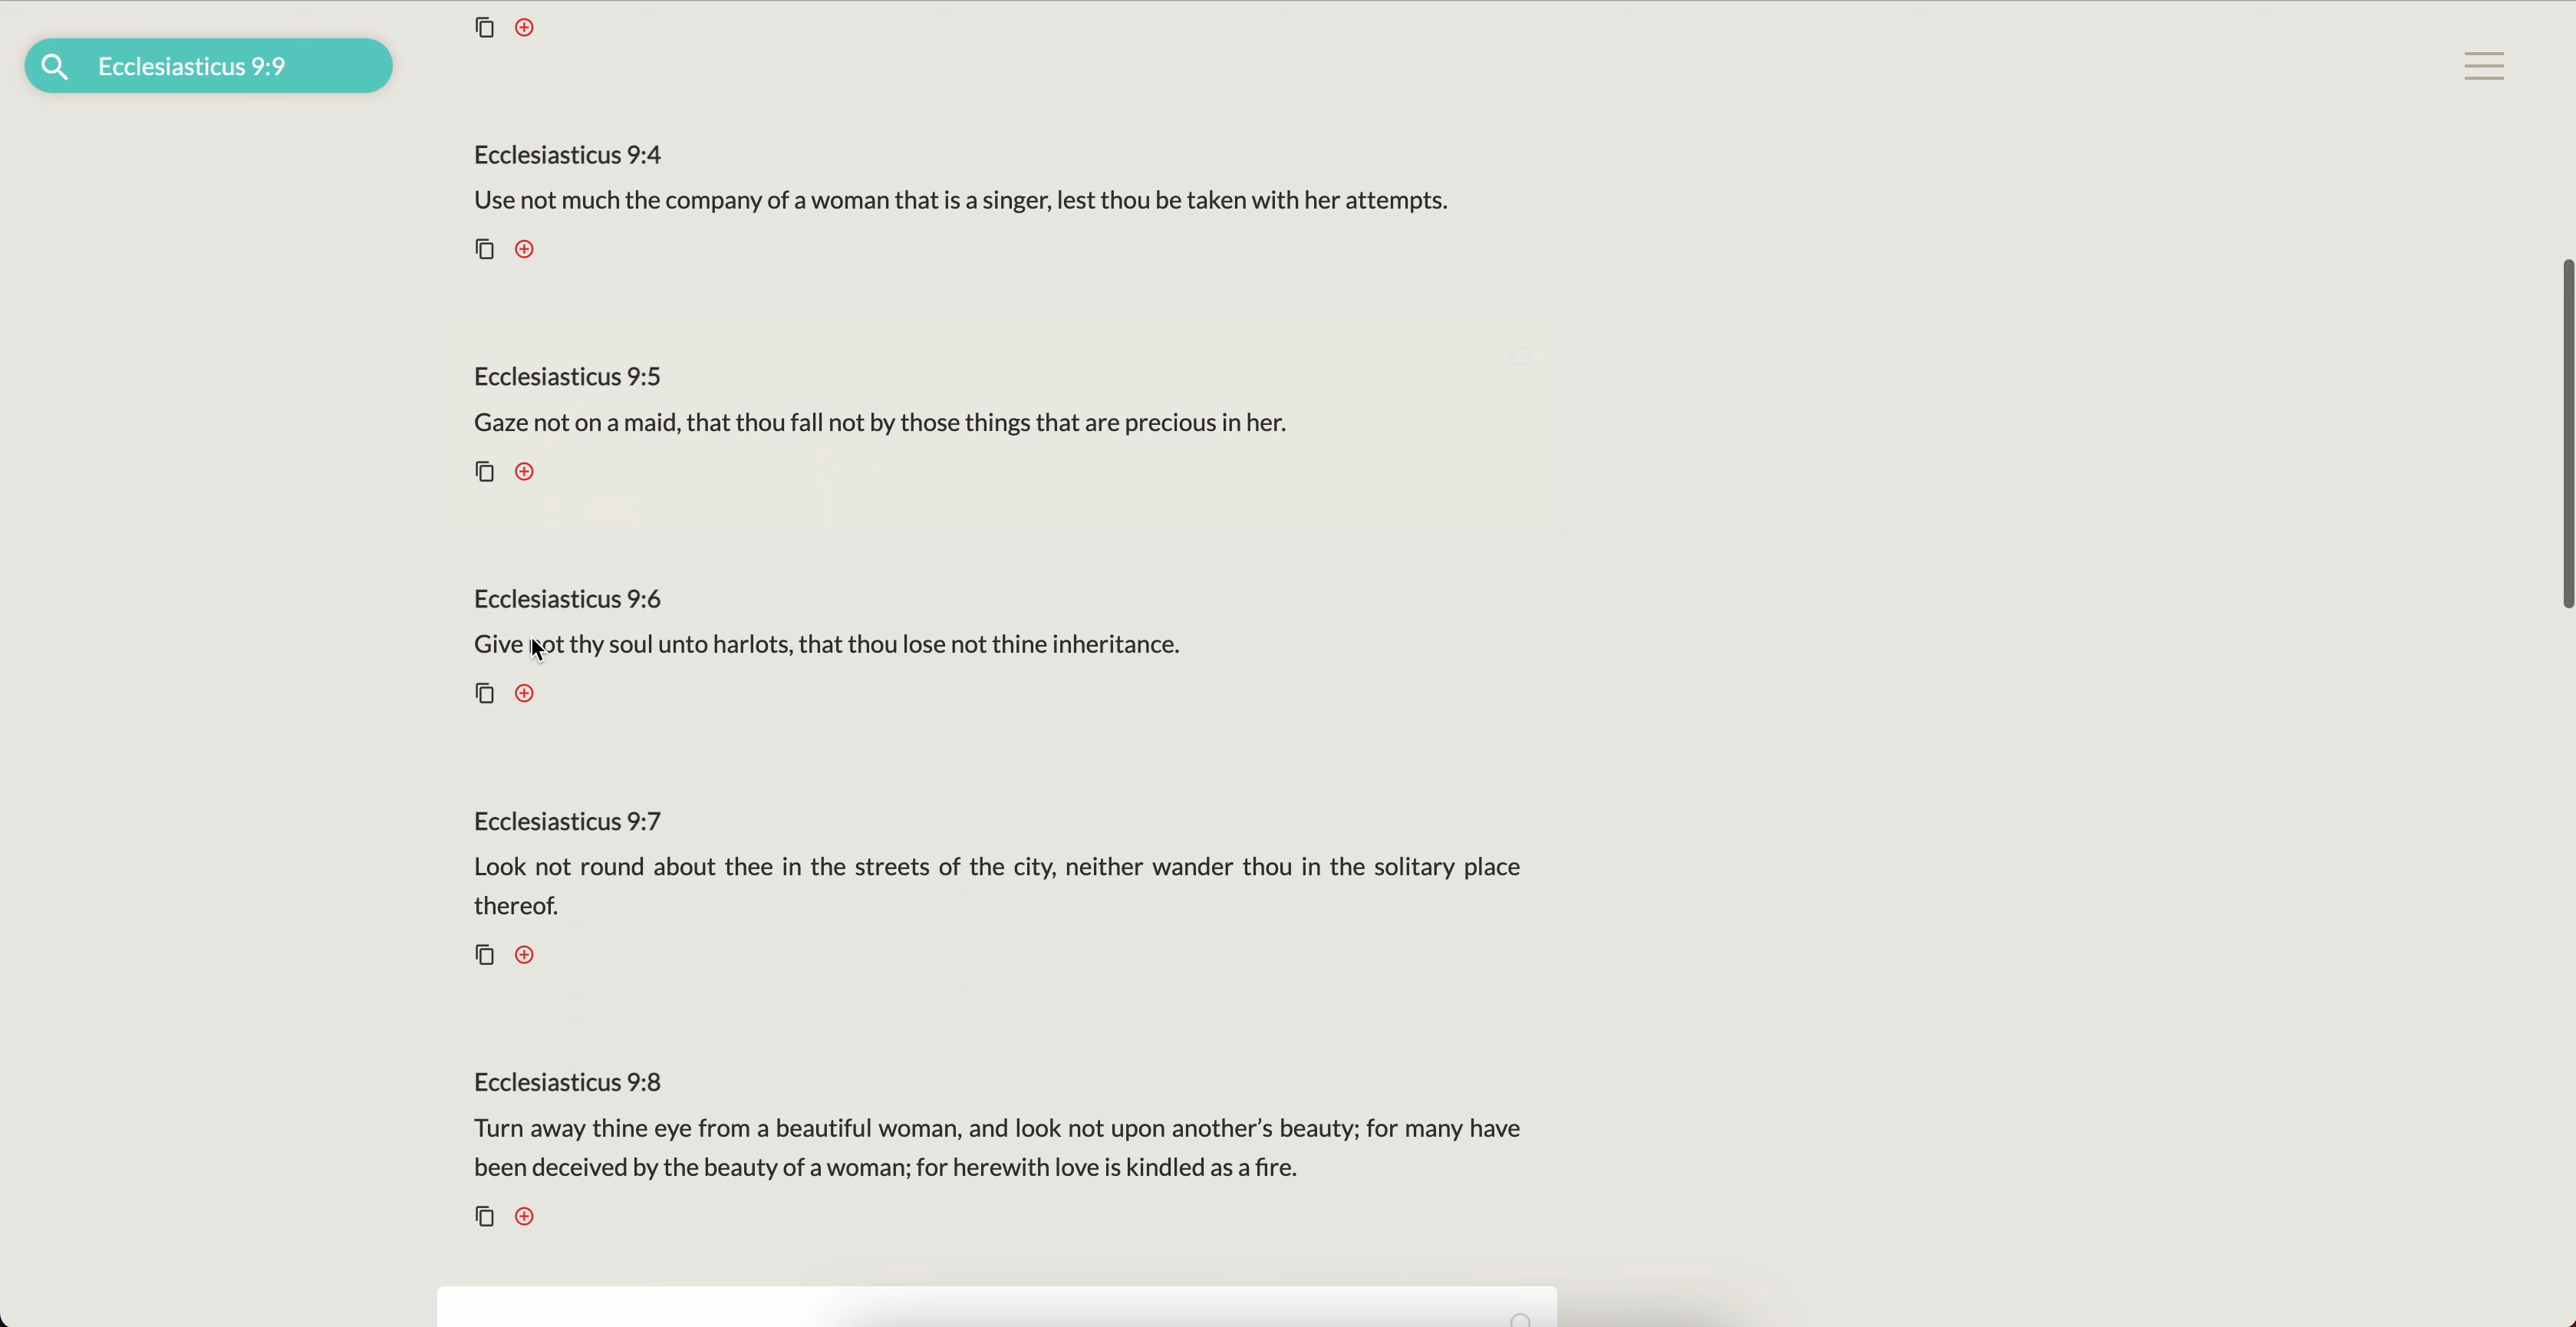 Ecclesiasticus 9:9
Ecclesiasticus 9:4
Use not much the company of a woman that is a singer, lest thou be taken with her attempts.
Ecclesiasticus 9:5
Gaze not on a maid, that thou fall not by those things that are precious in her.
Ecclesiasticus 9:6
Give not thy soul unto harlots, that thou lose not thine inheritance.
Ecclesiasticus 9:7
Look not round about thee in the streets of the city, neither wander thou in the solitary place
thereof.
Ecclesiasticus 9:8
Turn away thine eye from a beautiful woman, and look not upon another’s beauty; for many have
been deceived by the beauty of a woman; for herewith love is kindled as a fire.